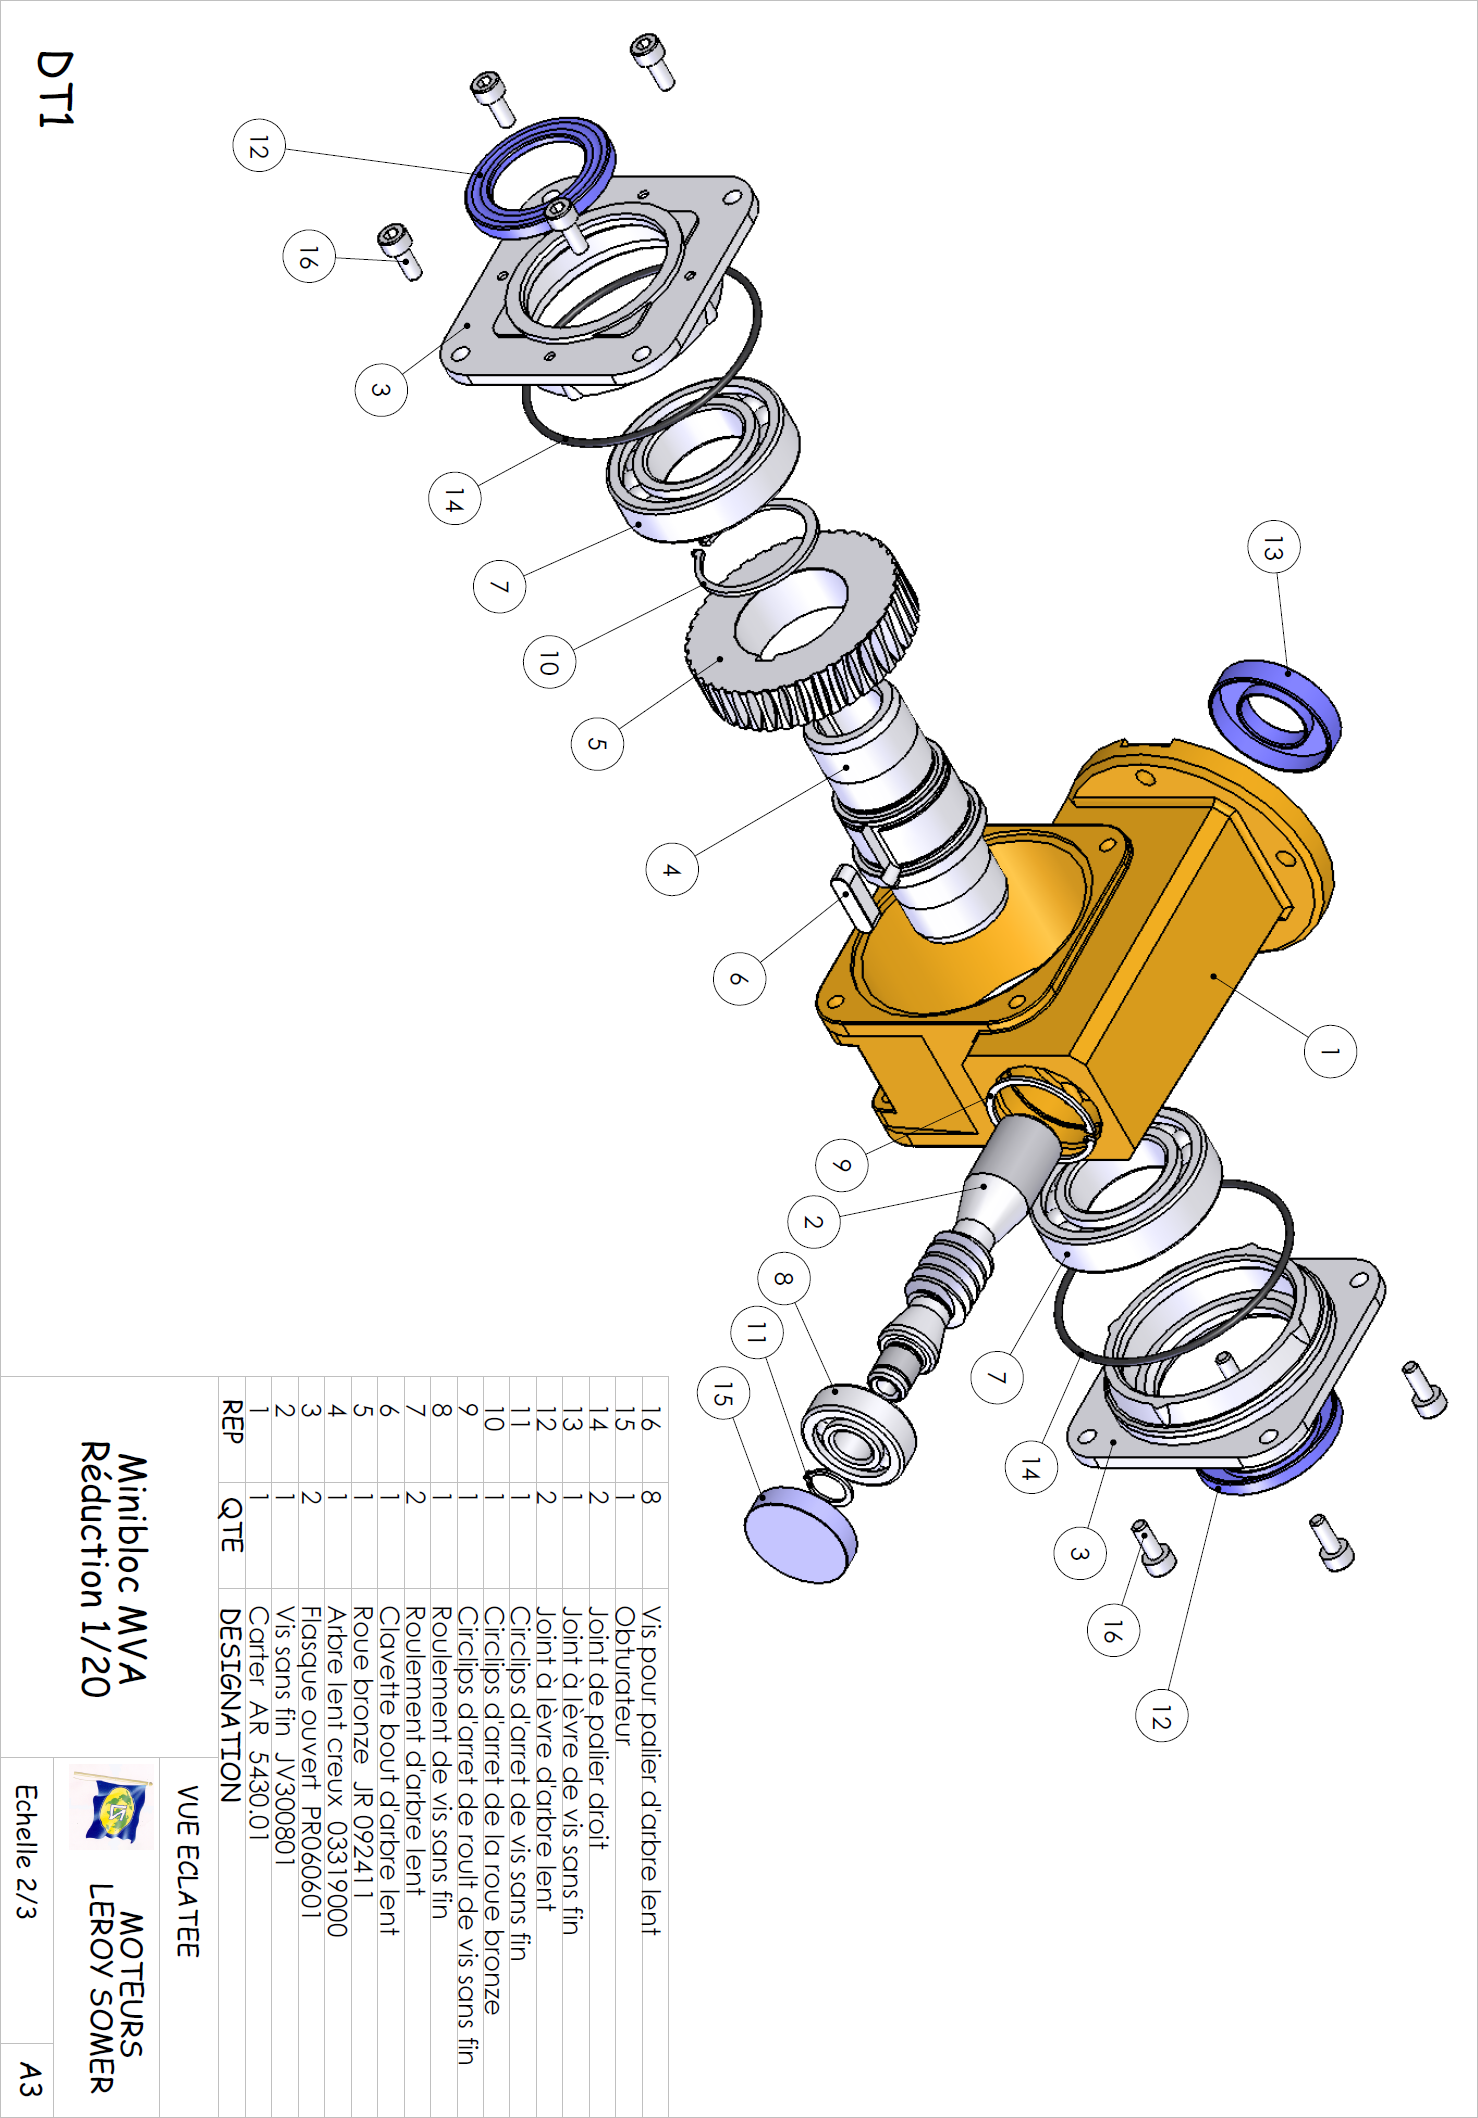 DT1
12
16
3
14
7
10
5
4
6
13
1
9
2
8
11
15
7
14
3
16
12
16 8 Vis pour palier d'arbre lent
15 1 Obturateur
14 2 Joint de palier droit
13 1 Joint à lèvre de vis sans fin
12 2 Joint à lèvre d'arbre lent
11 1 Circlips d'arret de vis sans fin
10 1 Circlips d'arret de la roue bronze
9 1 Circlips d'arret de roult de vis sans fin
8 1 Roulement de vis sans fin
7 2 Roulement d'arbre lent
6 1 Clavette bout d'arbre lent
5 1 Roue bronze JR 092411
4 1 Arbre lent creux 03319000
3 2 Flasque ouvert PR060601
2 1 Vis sans fin JV300801
1 1 Carter AR 5430.01
REP QTE DESIGNATION
Minibloc MVA
Réduction 1/20
VUE ECLATEE
MOTEURS
LEROY SOMER
Echelle 2/3
A3